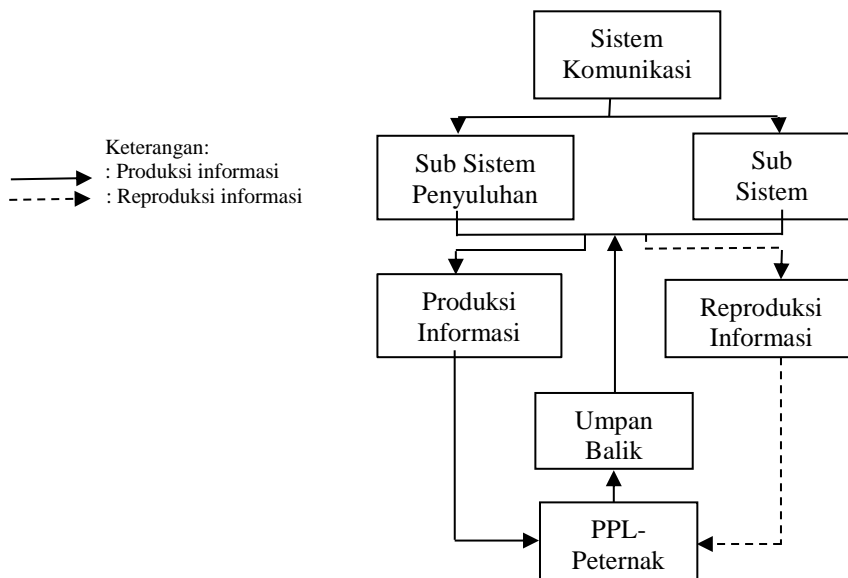 Sistem
Komunikasi
Keterangan:
: Produksi informasi
: Reproduksi informasi
Sub Sistem
Penyuluhan
Sub
Sistem
Produksi
Informasi
Reproduksi
Informasi
Umpan
Balik
PPL-
Peternak